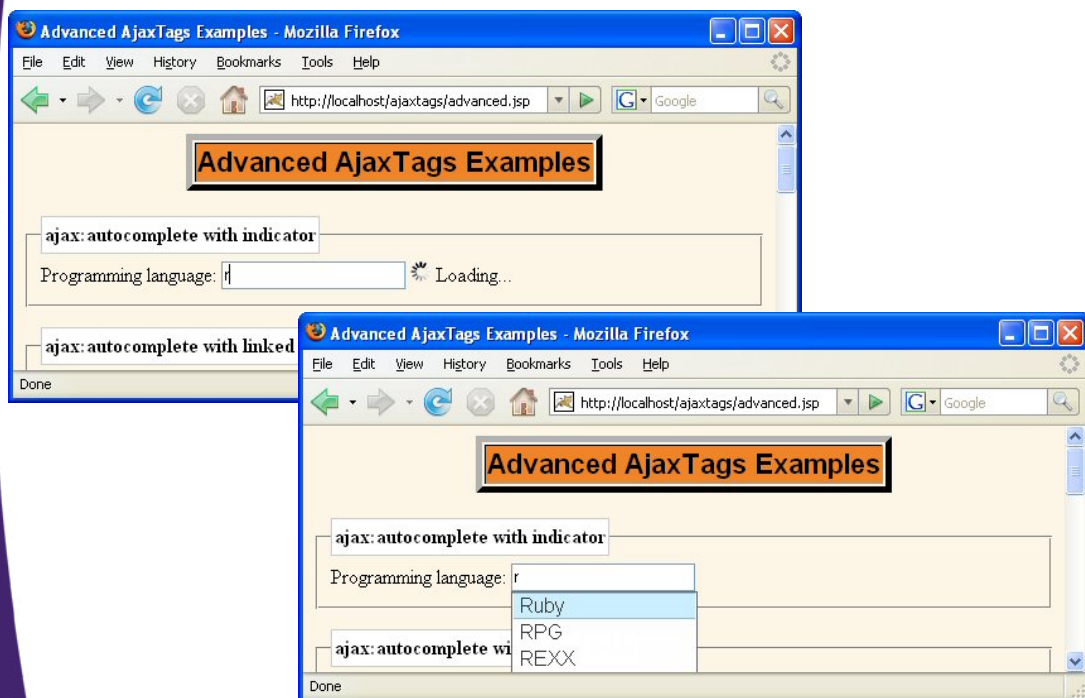 Advanced AjaxTags Examples - Mozilla Firefox
File Edit View History Bookmarks Tools Help
http://localhost/ajaxtags/advanced.jsp G Google
Advanced AjaxTags Examples
ajax:autocomplete with indicator
Programming language: r Loading...
ajax:autocomplete with linked
Done
Advanced AjaxTags Examples - Mozilla Firefox
File Edit View History Bookmarks Tools Help
http://localhost/ajaxtags/advanced.jsp G Google
Advanced AjaxTags Examples
ajax:autocomplete with indicator
Programming language: r
Ruby
RPG
ajax:autocomplete wi
REXX
Done